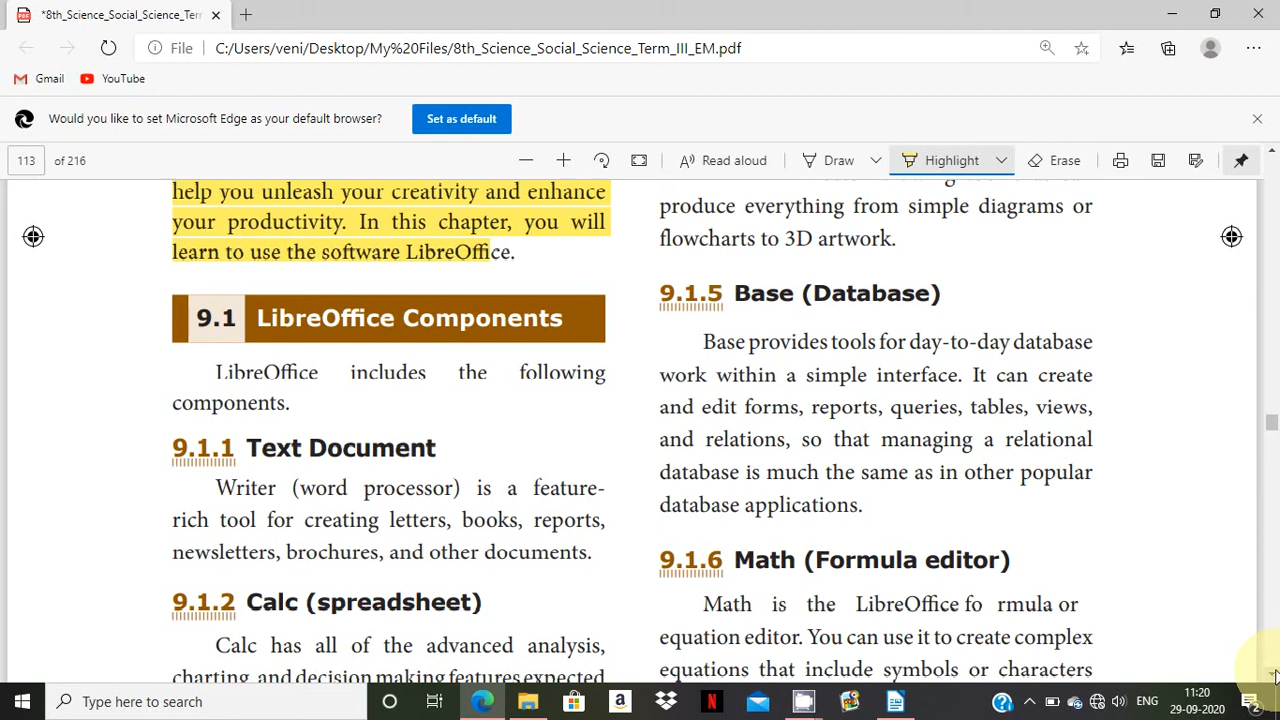 *8th_Science_Social_Science_Ter
File
C:/Users/veni/Desktop/My%20Files/8th_Science_Social_Science_Term_III_EM.pdf
Gmail
YouTube
Would you like to set Microsoft Edge as your default browser?
Set as default
113 of 216
Read aloud
Draw
Highlight
Erase
help you unleash your creativity and enhance
your productivity. In this chapter, you will
learn to use the software LibreOffice.
9.1 LibreOffice Components
LibreOffice includes the following
components.
9.1.1 Text Document
Writer (word processor) is a feature-
rich tool for creating letters, books, reports,
newsletters, brochures, and other documents.
9.1.2 Calc (spreadsheet)
Calc has all of the advanced analysis,
charting, and decision making features expected
produce everything from simple diagrams or
flowcharts to 3D artwork.
9.1.5 Base (Database)
Base provides tools for day-to-day database
work within a simple interface. It can create
and edit forms, reports, queries, tables, views,
and relations, so that managing a relational
database is much the same as in other popular
database applications.
9.1.6 Math (Formula editor)
Math is the LibreOffice fo rmula or
equation editor. You can use it to create complex
equations that include symbols or characters
Type here to search
ENG
11:20
29-09-2020
2